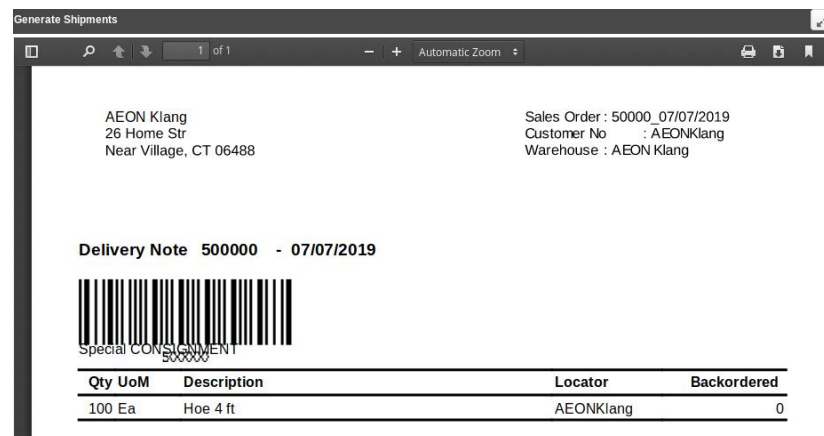 Generate Shipments
1 of 1
Automatic Zoom
AEON Klang
26 Home Str
Near Village, CT 06488
Sales Order : 50000_07/07/2019
Customer No : AEONKlang
Warehouse : AEON Klang
Delivery Note 500000 - 07/07/2019
Special CONSIGNMENT
500000
Qty UoM Description Locator Backordered
100 Ea Hoe 4 ft AEONKlang 0